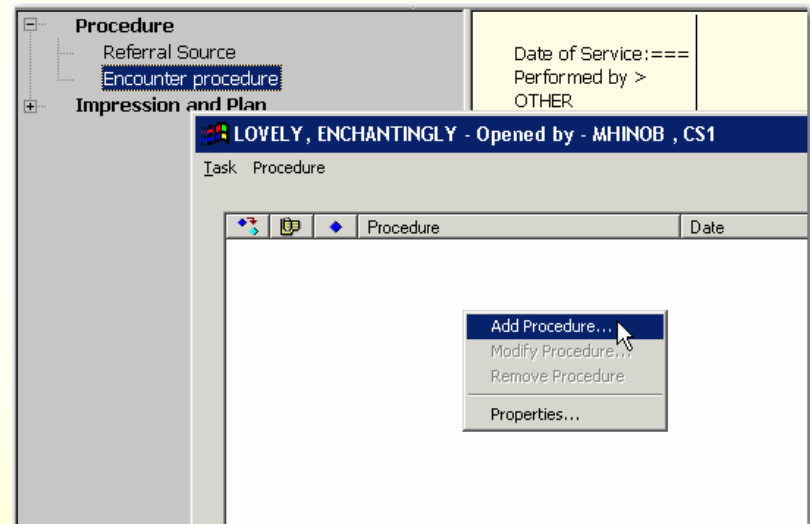 Procedure
Referral Source
Encounter procedure
Impression and Plan
Date of Service:===
Performed by >
OTHER
LOVELY, ENCHANTINGLY - Opened by - MHINOB , CS1
Task Procedure
Procedure Date
Add Procedure...
Modify Procedure...
Remove Procedure
Properties...